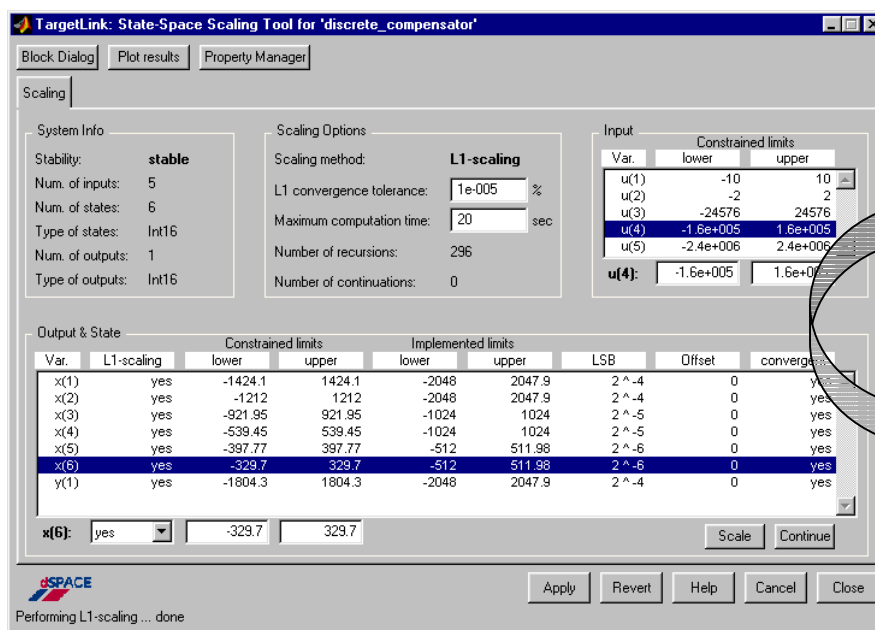 TargetLink: State-Space Scaling Tool for 'discrete_compensator'
Block Dialog Plot results Property Manager
Scaling
System Info
Stability: stable
Num. of inputs: 5
Num. of states: 6
Type of states: Int16
Num. of outputs: 1
Type of outputs: Int16
Scaling Options
Scaling method: L1-scaling
L1 convergence tolerance: 1e-005 %
Maximum computation time: 20 sec
Number of recursions: 296
Number of continuations: 0
Input
Constrained limits
Var. lower upper
u(1) -10 10
u(2) -2 2
u(3) -24576 24576
u(4) -1.6e+005 1.6e+005
u(5) -2.4e+006 2.4e+006
u(4): -1.6e+005
Output & State
Constrained limits Implemented limits
Var. L1-scaling lower upper lower upper LSB Offset
x(1) yes -1424.1 1424.1 -2048 2047.9 2 ^ -4 0 yes
x(2) yes -1212 1212 -2048 2047.9 2 ^ -4 0 yes
x(3) yes -921.95 921.95 -1024 1024 2 ^ -5 0 yes
x(4) yes -539.45 539.45 -1024 1024 2 ^ -5 0 yes
x(5) yes -397.77 397.77 -512 511.98 2 ^ -6 0 yes
x(6) yes -329.7 329.7 -512 511.98 2 ^ -6 0 yes
y(1) yes -1804.3 1804.3 -2048 2047.9 2 ^ -4 0 yes
x(6): yes -329.7 329.7
Scale Continue
dSPACE
Apply Revert Help Cancel Close
Performing L1-scaling ... done